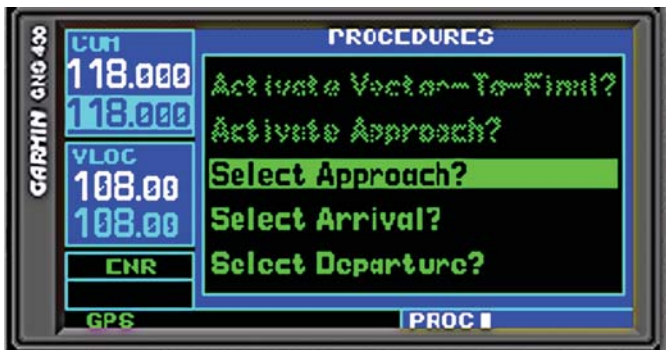 GARMIN GNS 430
COM
118.000
118.000
VLOC
108.00
108.00
ENR
GPS
PROCEDURES
Activate Vector-To-Final?
Activate Approach?
Select Approach?
Select Arrival?
Select Departure?
PROC